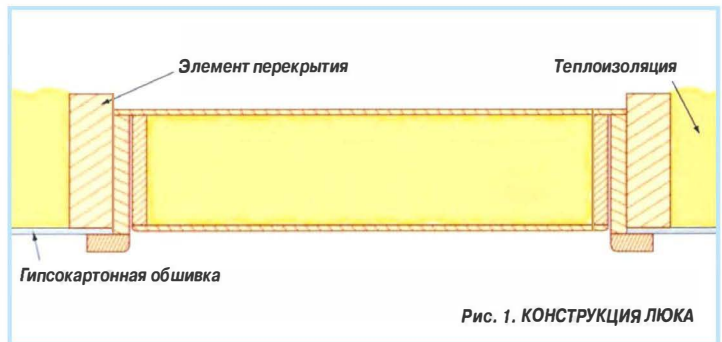 Элемент перекрытия
Теплоизоляция
Гипсокартонная обшивка
Рис. 1. КОНСТРУКЦИЯ ЛЮКА